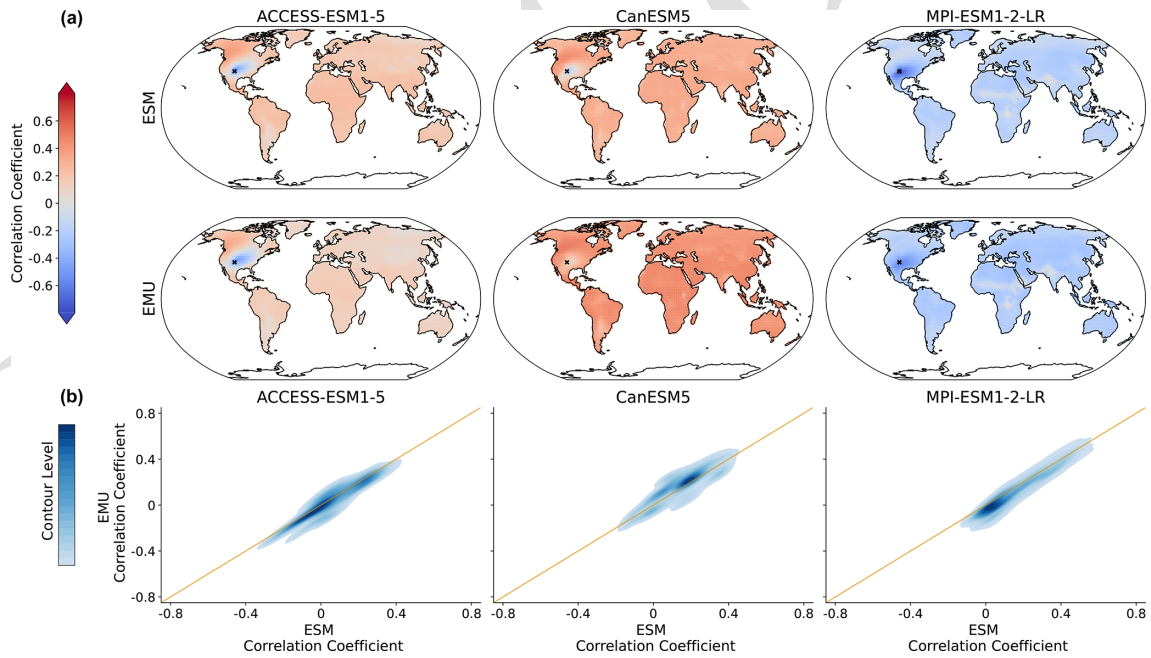 (a)
ACCESS-ESM1-5
CanESM5
MPI-ESM1-2-LR
Correlation Coefficient
0.6
0.4
0.2
0
-0.2
-0.4
-0.6
ESM
EMU
(b)
ACCESS-ESM1-5
CanESM5
MPI-ESM1-2-LR
Contour Level
EMU
Correlation Coefficient
0.8
0.4
0
-0.4
-0.8
-0.8 -0.4 0 0.4 0.8
-0.8 -0.4 0 0.4 0.8
-0.8 -0.4 0 0.4 0.8
ESM
Correlation Coefficient
ESM
Correlation Coefficient
ESM
Correlation Coefficient